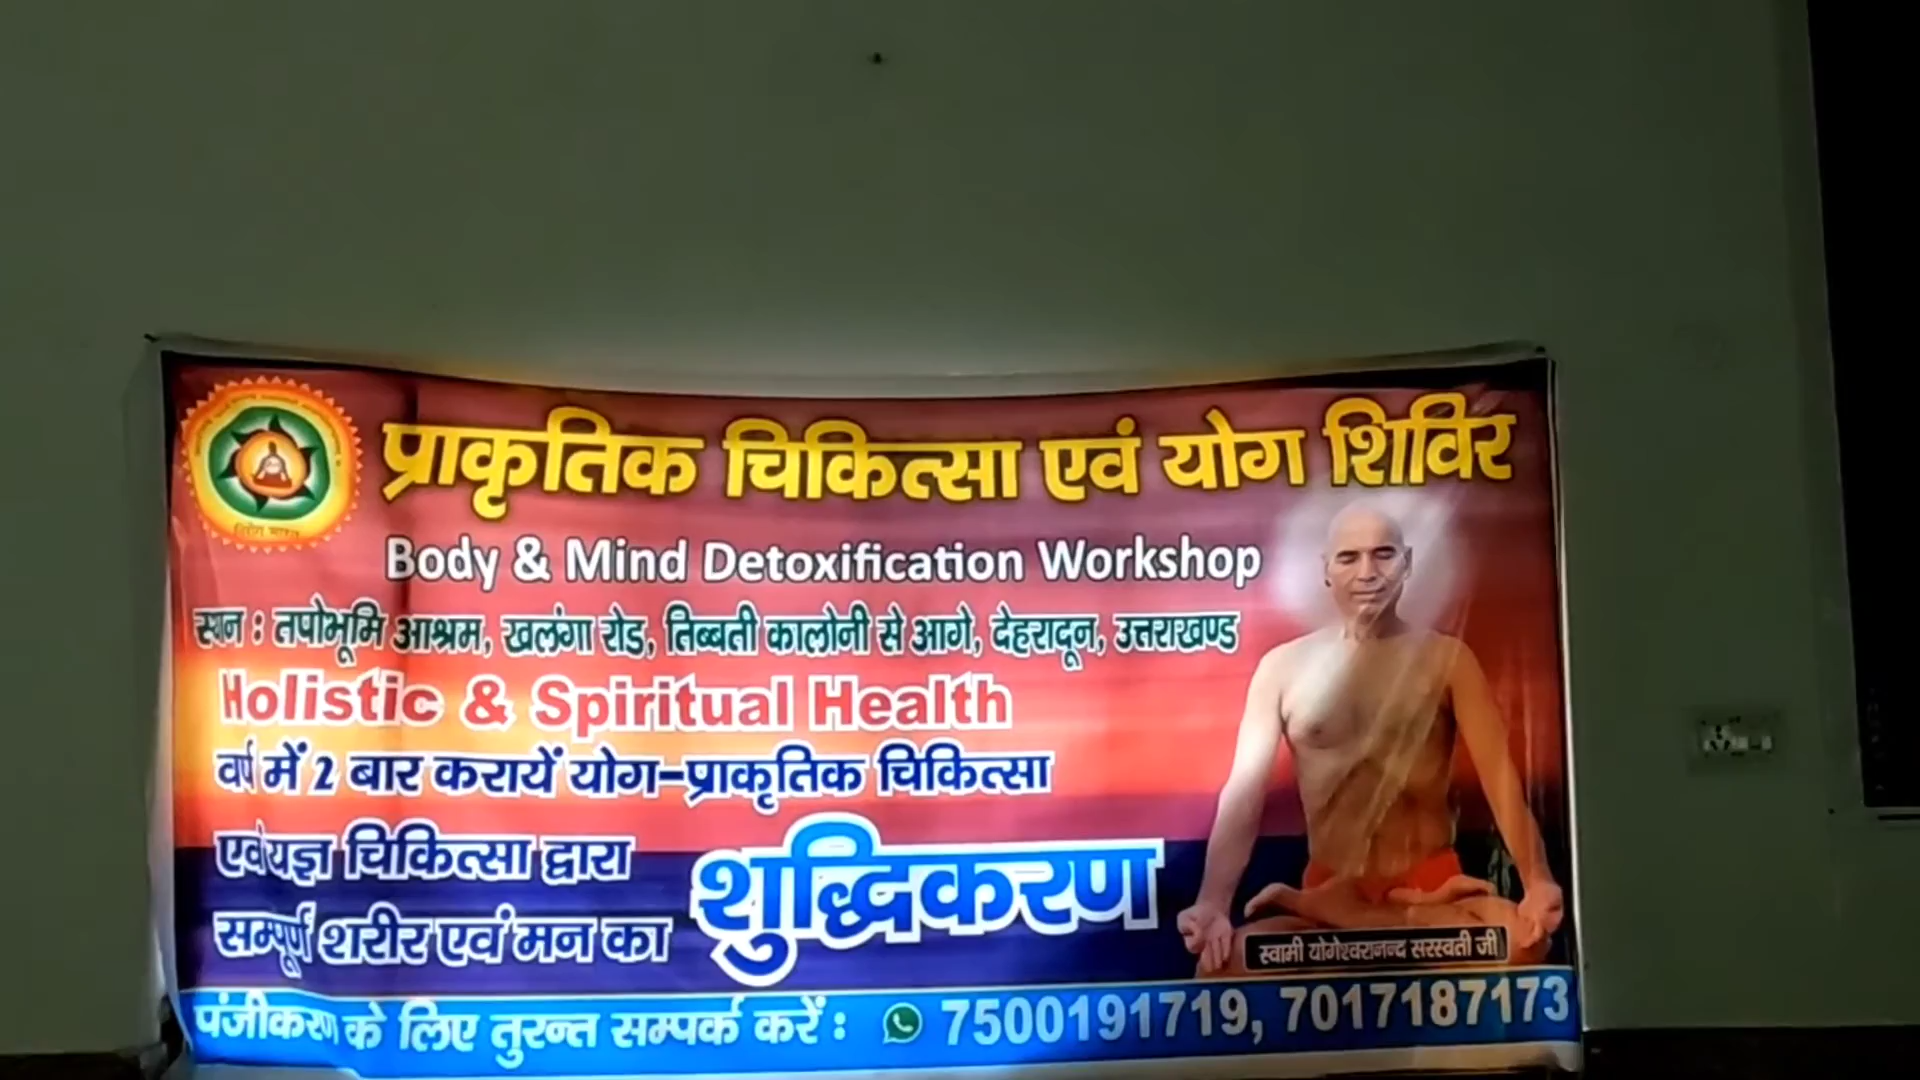 प्राकृतिक चिकित्सा एवं योग शिविर
Body & Mind Detoxification Workshop
स्थान : तपोभूमि आश्रम, खलंगा रोड, तिब्बती कालोनी से आगे, देहरादून, उत्तराखण्ड
Holistic & Spiritual Health
वर्ष में 2 बार करायें योग-प्राकृतिक चिकित्सा
एवं यज्ञ चिकित्सा द्वारा
सम्पूर्ण शरीर एवं मन का शुद्धिकरण
स्वामी योगेश्वरानन्द सरस्वती जी
पंजीकरण के लिए तुरन्त सम्पर्क करें : 7500191719, 7017187173
निरोग भारत